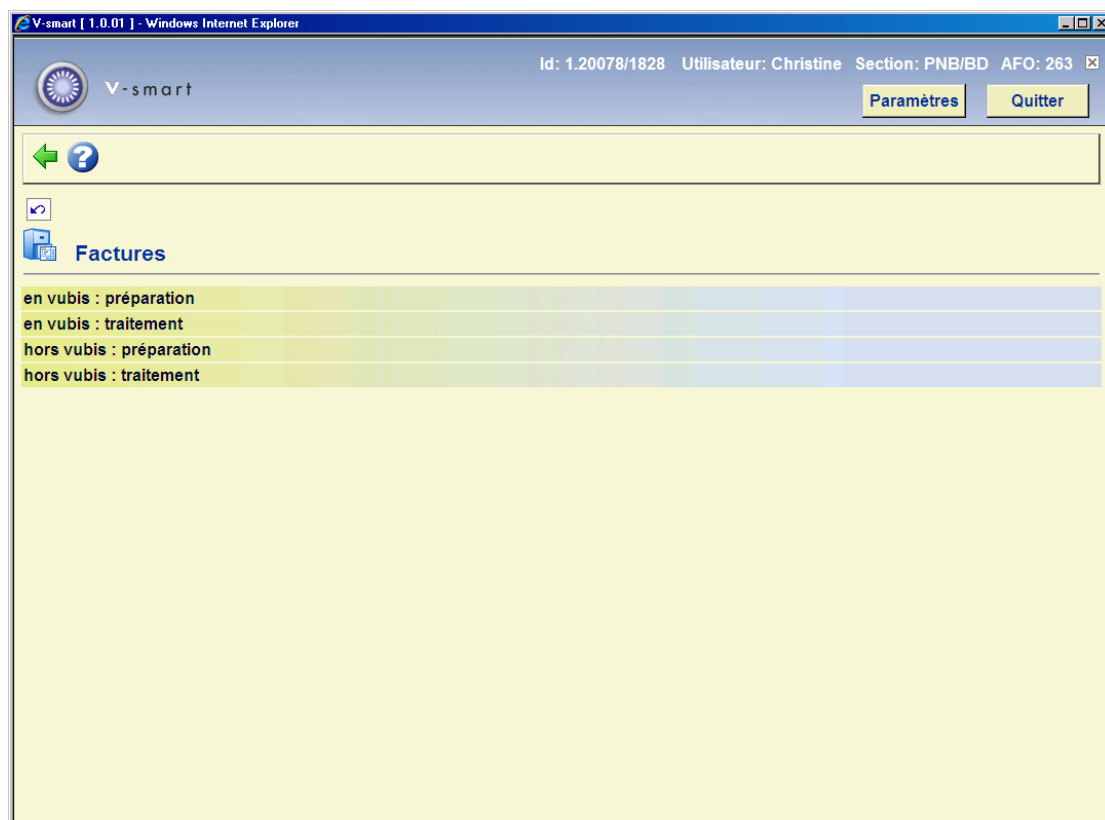 V-smart [ 1.0.01 ] - Windows Internet Explorer
Id: 1.20078/1828 Utilisateur: Christine Section: PNB/BD AFO: 263
V-smart
Paramètres Quitter
Factures
en vubis : préparation
en vubis : traitement
hors vubis : préparation
hors vubis : traitement